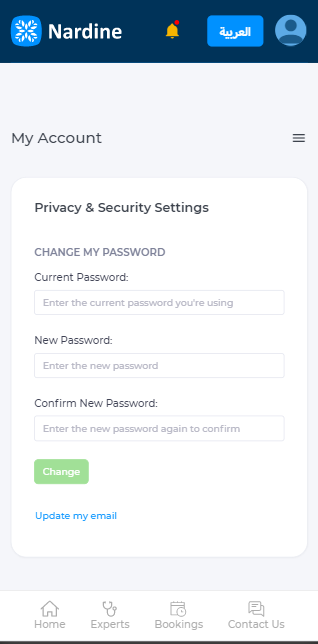 Nardine
العربية
My Account
Privacy & Security Settings
CHANGE MY PASSWORD
Current Password:
Enter the current password you're using
New Password:
Enter the new password
Confirm New Password:
Enter the new password again to confirm
Change
Update my email
Home
Experts
Bookings
Contact Us